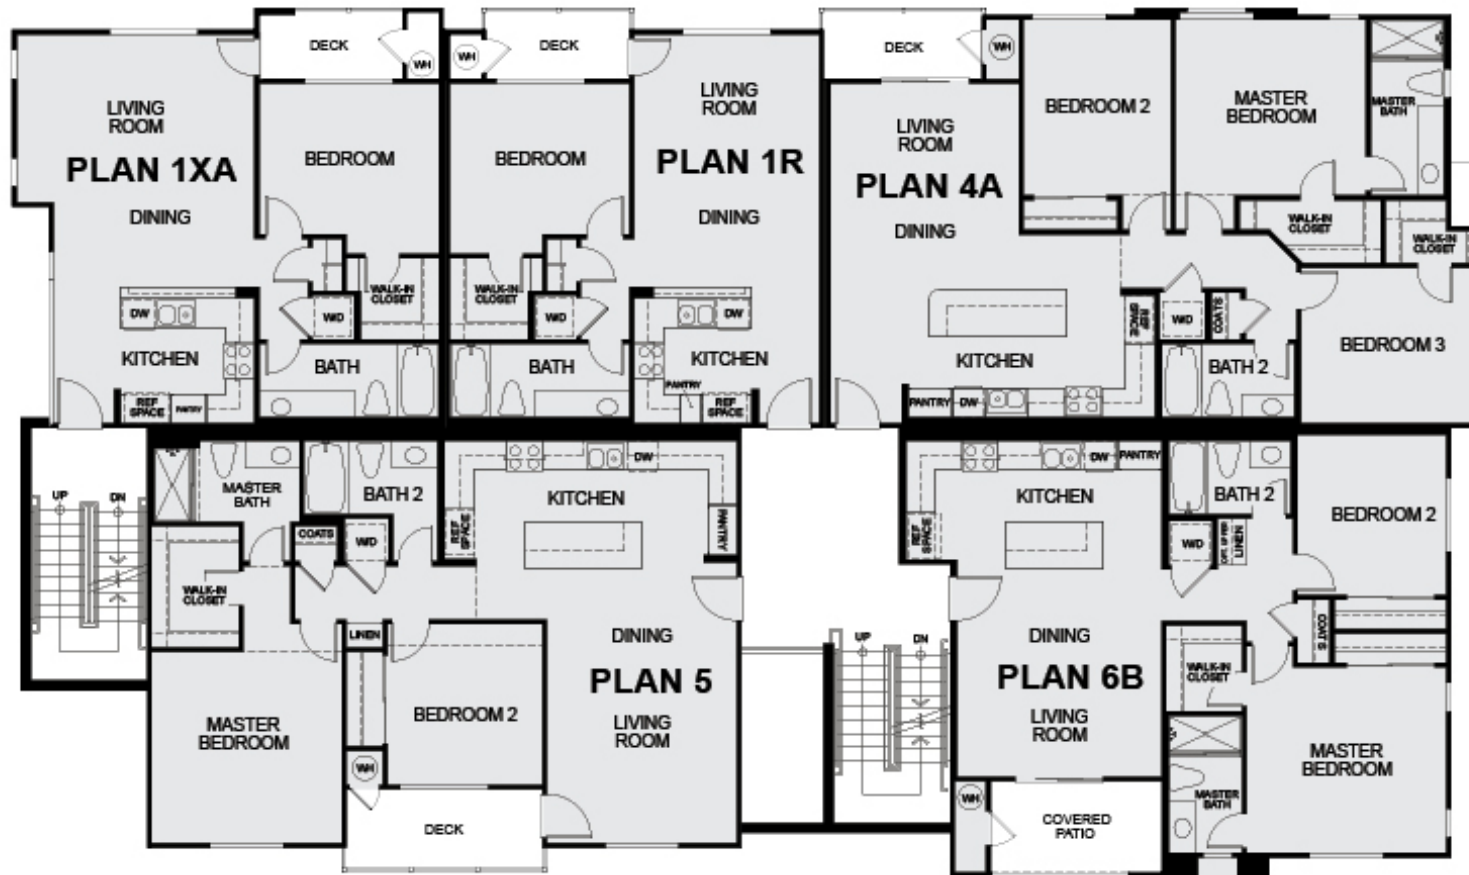 DECK
WH
LIVING
ROOM
BEDROOM
PLAN 1XA
DINING
WALK-IN
CLOSET
W/D
DW
KITCHEN
BATH
REF
SPACE
PANTRY
WH
DECK
LIVING
ROOM
BEDROOM
PLAN 1R
DINING
WALK-IN
CLOSET
W/D
DW
BATH
KITCHEN
PANTRY
REF
SPACE
DECK
WH
BEDROOM 2
MASTER
BEDROOM
MASTER
BATH
LIVING
ROOM
PLAN 4A
DINING
WALK-IN
CLOSET
WALK-IN
CLOSET
REF
SPACE
W/D
COATS
BEDROOM 3
KITCHEN
BATH 2
PANTRY
DW
UP
DN
MASTER
BATH
BATH 2
KITCHEN
DW
REF
SPACE
PANTRY
COATS
W/D
WALK-IN
CLOSET
LINEN
DINING
PLAN 5
BEDROOM 2
MASTER
BEDROOM
LIVING
ROOM
WH
DECK
UP
DN
KITCHEN
DW
PANTRY
BATH 2
BEDROOM 2
REF
SPACE
W/D
LINEN
COATS
DINING
PLAN 6B
WALK-IN
CLOSET
LIVING
ROOM
MASTER
BEDROOM
WH
COVERED
PATIO
MASTER
BATH